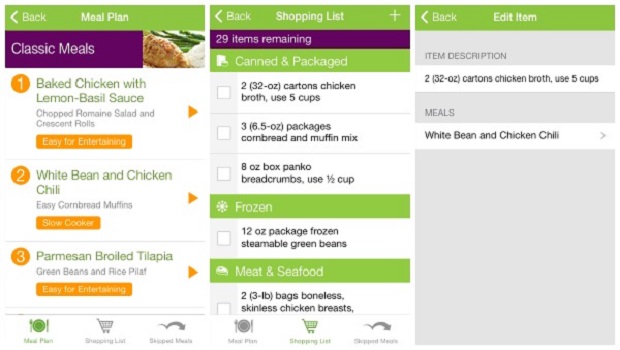 Back Meal Plan
Classic Meals
1 Baked Chicken with
Lemon-Basil Sauce
Chopped Romaine Salad and
Crescent Rolls
Easy for Entertaining
2 White Bean and Chicken
Chili
Easy Cornbread Muffins
Slow Cooker
3 Parmesan Broiled Tilapia
Green Beans and Rice Pilaf
Easy for Entertaining
Meal Plan Shopping List Skipped Meals
Back Shopping List +
29 items remaining
Canned & Packaged
2 (32-oz) cartons chicken
broth, use 5 cups
3 (6.5-oz) packages
cornbread and muffin mix
8 oz box panko
breadcrumbs, use ½ cup
Frozen
12 oz package frozen
steamable green beans
Meat & Seafood
2 (3-lb) bags boneless,
skinless chicken breasts,
Meal Plan Shopping List Skipped Meals
Back Edit Item
ITEM DESCRIPTION
2 (32-oz) cartons chicken broth, use 5 cups
MEALS
White Bean and Chicken Chili